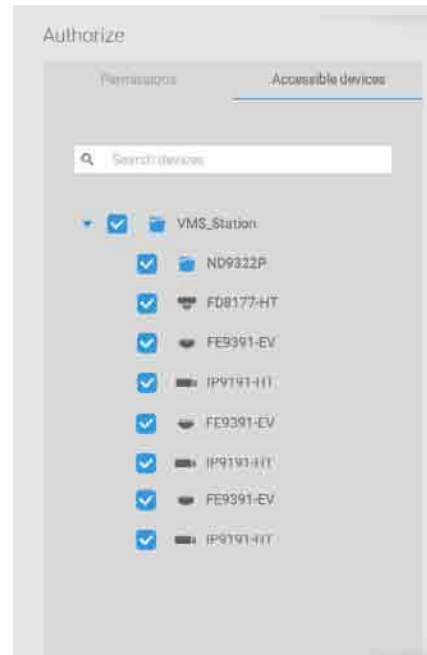 Authorize
Permissions Accessible devices
Search devices
VMS_Station
ND9322P
FD8177-HT
FE9391-EV
IP9191-HT
FE9391-EV
IP9191-HT
FE9391-EV
IP9191-HT